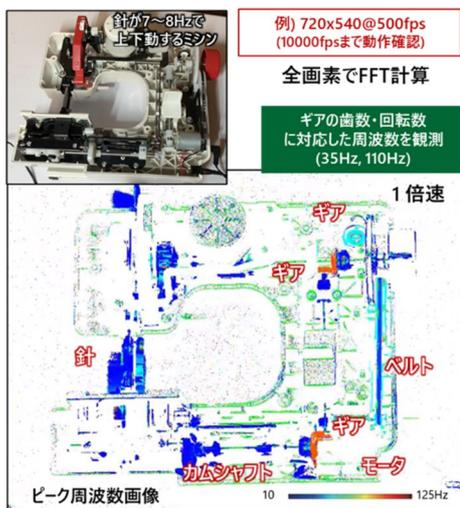 針が7～8Hzで
上下動するミシン
例) 720x540@500fps
(10000fpsまで動作確認)
全画素でFFT計算
ギアの歯数・回転数
に対応した周波数を観測
(35Hz, 110Hz)
１倍速
ギア
ギア
針
ベルト
ギア
カムシャフト
モータ
ピーク周波数画像
10
125Hz